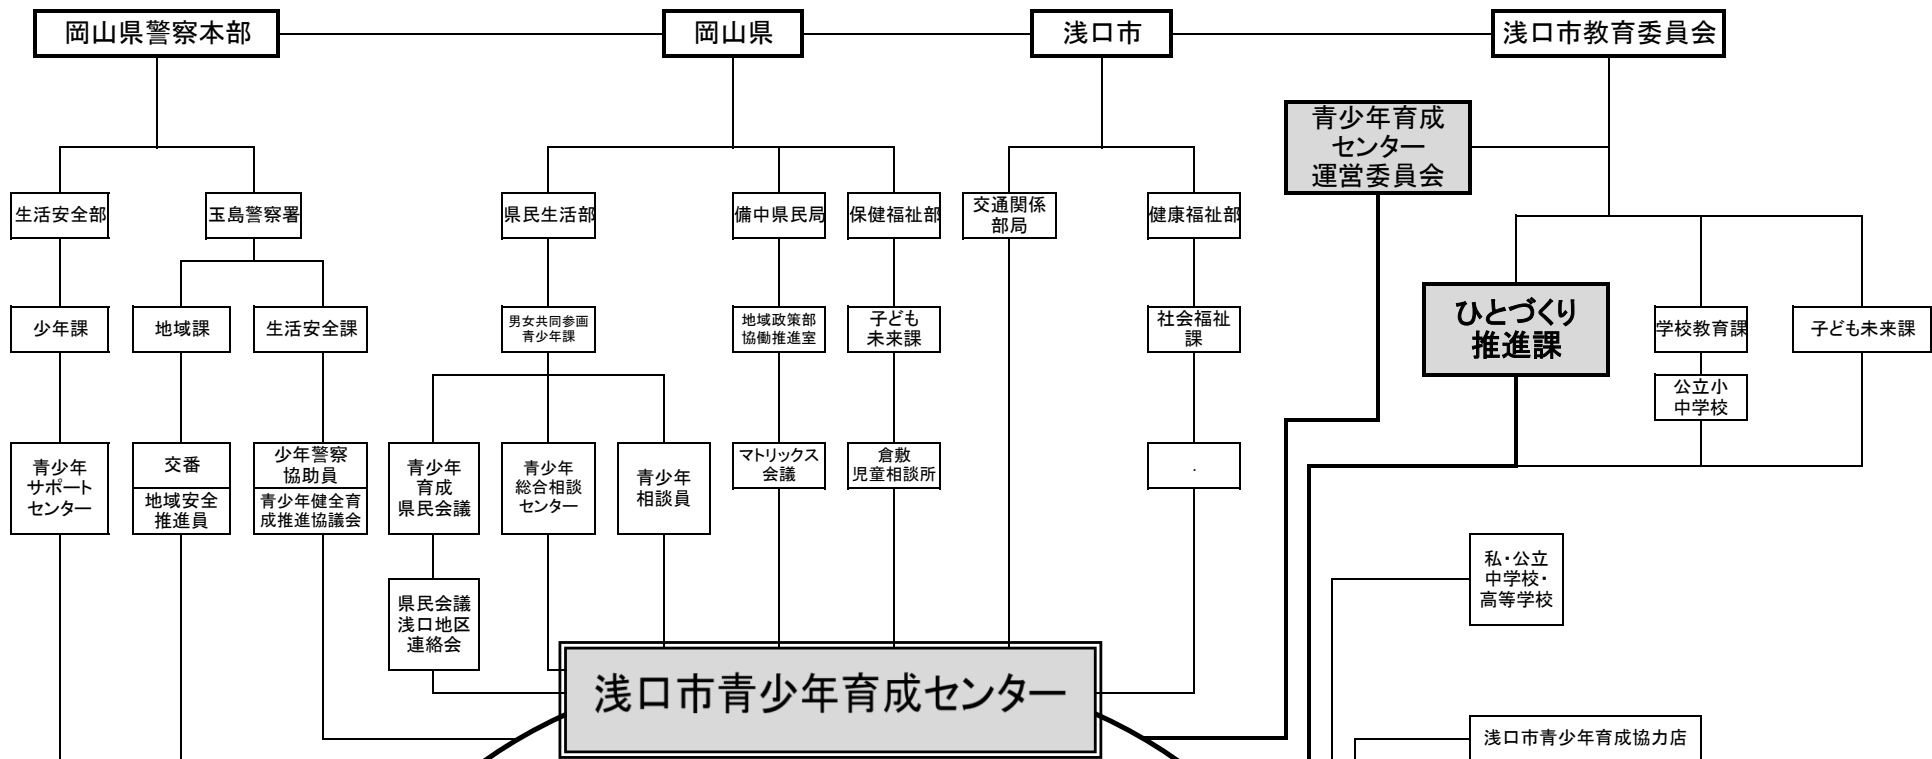 岡山県警察本部
岡山県
浅口市
浅口市教育委員会
青少年育成
センター
運営委員会
生活安全部
玉島警察署
県民生活部
備中県民局
保健福祉部
交通関係
部局
健康福祉部
少年課
地域課
生活安全課
男女共同参画
青少年課
地域政策部
協働推進室
子ども
未来課
社会福祉
課
ひとづくり
推進課
学校教育課
子ども未来課
公立小
中学校
青少年
サポート
センター
交番
地域安全
推進員
少年警察
協助員
青少年健全育
成推進協議会
青少年
育成
県民会議
青少年
総合相談
センター
青少年
相談員
マトリックス
会議
倉敷
児童相談所
.
私・公立
中学校・
高等学校
県民会議
浅口地区
連絡会
浅口市青少年育成センター
浅口市青少年育成協力店